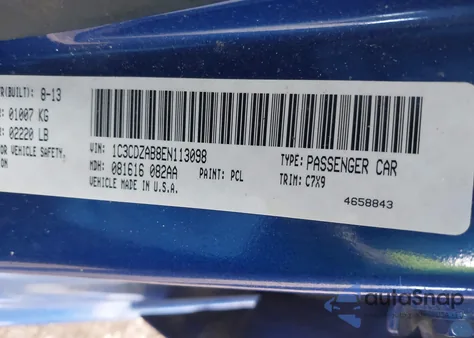 R(BUILT): 8-13
01007 KG
02220 LB
OR VEHICLE SAFETY,
ON
VIN: 1C3CDZAB8EN113098
TYPE: PASSENGER CAR
MDH: 081616 082AA
PAINT: PCL
TRIM: C7X9
VEHICLE MADE IN U.S.A.
4658843
autoSnap